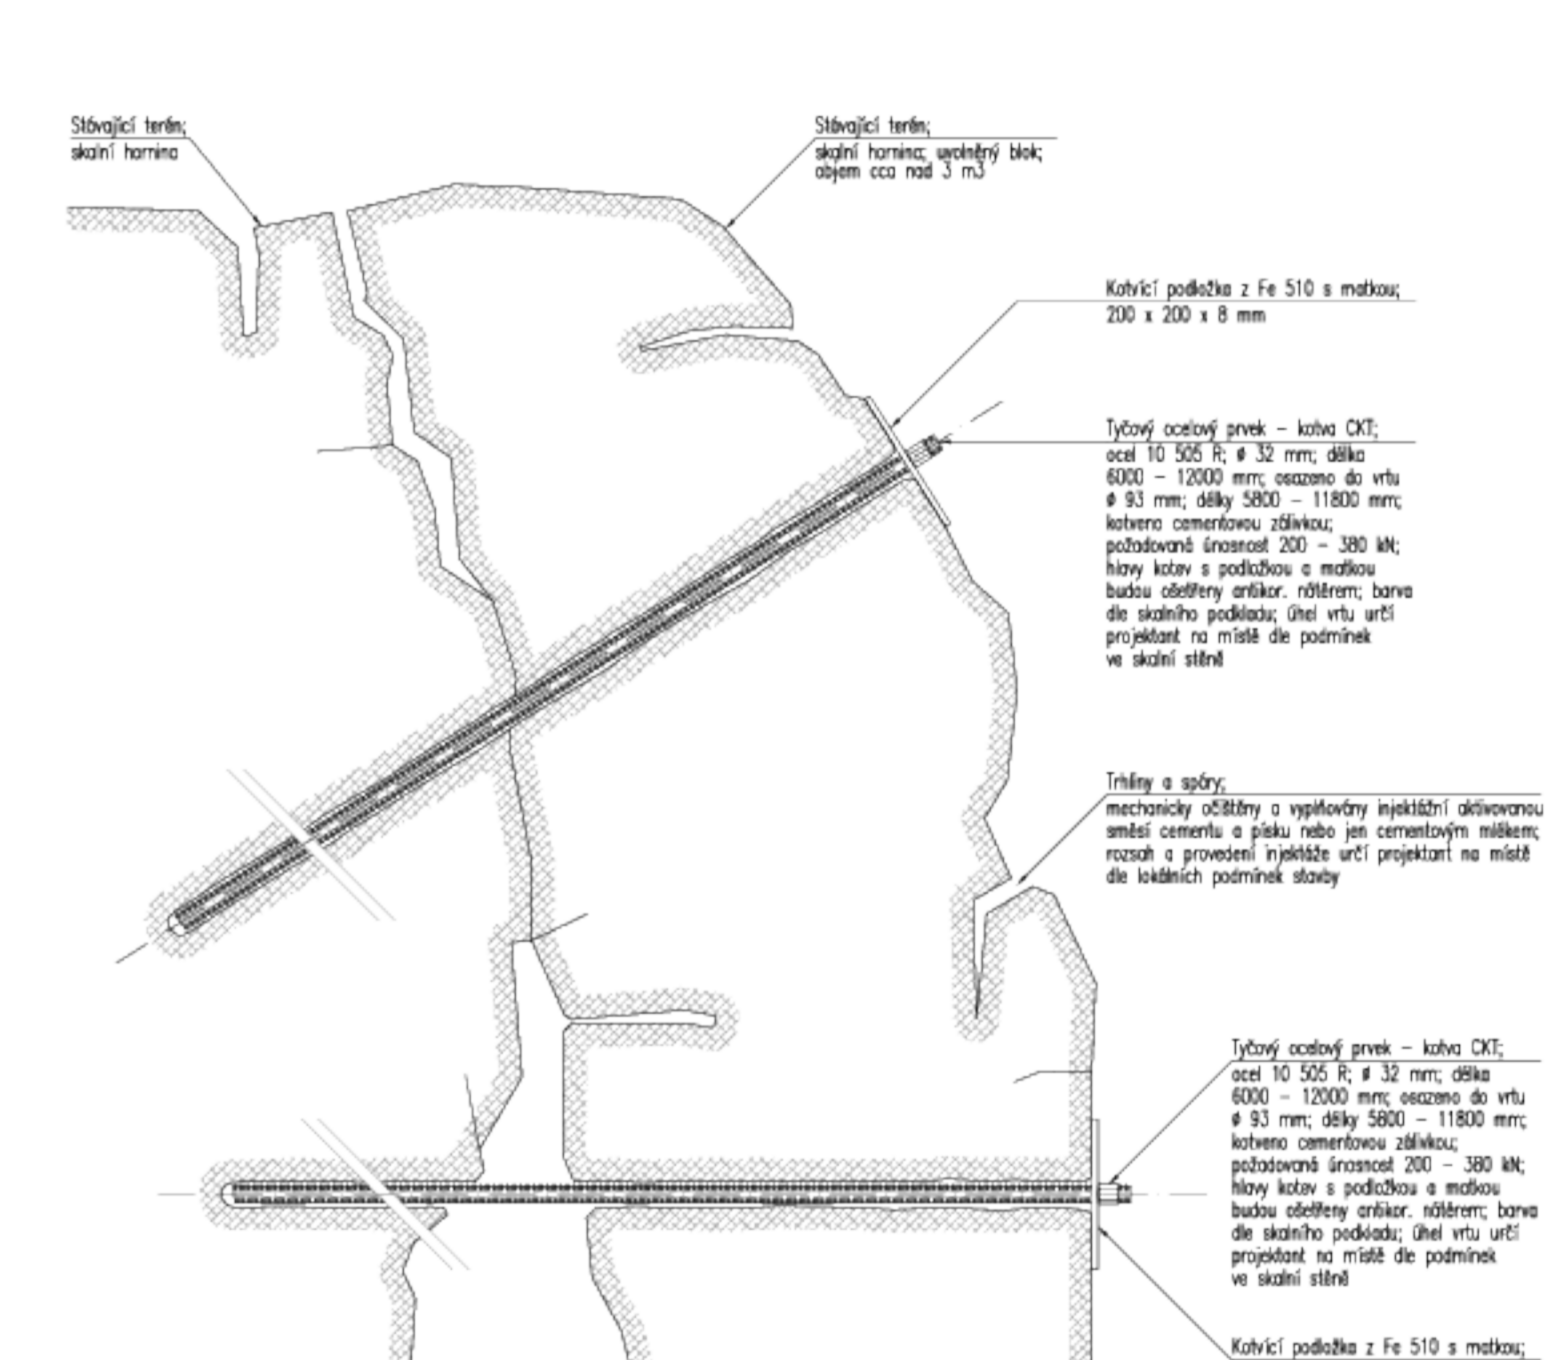 Stávající terén;
skalní hornina
Stávající terén;
skalní hornina; uvolněný blok;
objem cca nad 3 m3
Kotvící podložka z Fe 510 s matkou;
200 x 200 x 8 mm
Tyčový ocelový prvek - kotva CKT;
ocel 10 505 R; ø 32 mm; délka
6000 - 12000 mm; osazeno do vrtu
ø 93 mm; délky 5800 - 11800 mm;
kotveno cementovou zálivkou;
požadovaná únosnost 200 - 380 kN;
hlavy kotev s podložkou a matkou
budou ošetřeny antikor. nátěrem; barva
dle skalního podkladu; úhel vrtu určí
projektant na místě dle podmínek
ve skalní stěně
Trhliny a spáry;
mechanicky očištěny a vyplňovány injektážní aktivovanou
směsí cementu a písku nebo jen cementovým mlékem;
rozsah a provedení injektáže určí projektant na místě
dle lokálních podmínek stavby
Tyčový ocelový prvek - kotva CKT;
ocel 10 505 R; ø 32 mm; délka
6000 - 12000 mm; osazeno do vrtu
ø 93 mm; délky 5800 - 11800 mm;
kotveno cementovou zálivkou;
požadovaná únosnost 200 - 380 kN;
hlavy kotev s podložkou a matkou
budou ošetřeny antikor. nátěrem; barva
dle skalního podkladu; úhel vrtu určí
projektant na místě dle podmínek
ve skalní stěně
Kotvící podložka z Fe 510 s matkou;